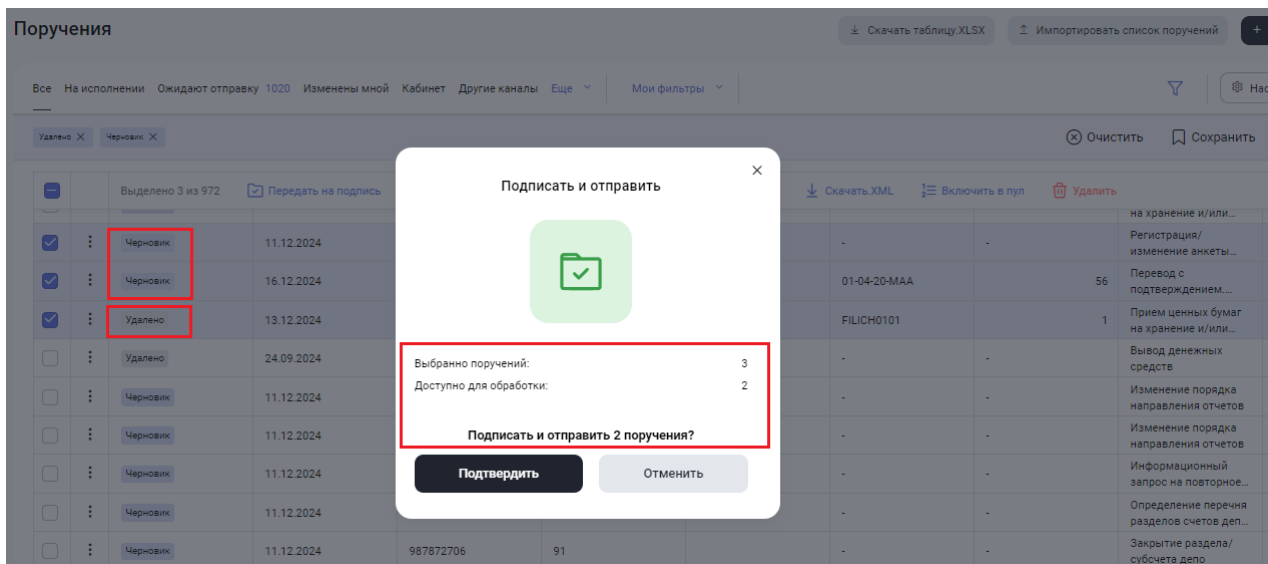 Поручения
Скачать таблицу.XLSX
Импортировать список поручений
Все На исполнении Ожидают отправку 1020 Изменены мной Кабинет Другие каналы Еще Мои фильтры
Удалено Черновик
Очистить Сохранить
Выделено 3 из 972 Передать на подпись
Скачать.XML Включить в пул Удалить
на хранение и/или...
Черновик 11.12.2024 - - Регистрация/
изменение анкеты...
Черновик 16.12.2024 01-04-20-MAA 56 Перевод с
подтверждением....
Удалено 13.12.2024 FILICH0101 1 Прием ценных бумаг
на хранение и/или...
Удалено 24.09.2024 - - Вывод денежных
средств
Черновик 11.12.2024 - - Изменение порядка
направления отчетов
Черновик 11.12.2024 - - Изменение порядка
направления отчетов
Черновик 11.12.2024 - - Информационный
запрос на повторное...
Черновик 11.12.2024 - - Определение перечня
разделов счетов деп...
Черновик 11.12.2024 987872706 91 - - Закрытие раздела/
субсчета депо
Подписать и отправить
Выбранно поручений: 3
Доступно для обработки: 2
Подписать и отправить 2 поручения?
Подтвердить Отменить